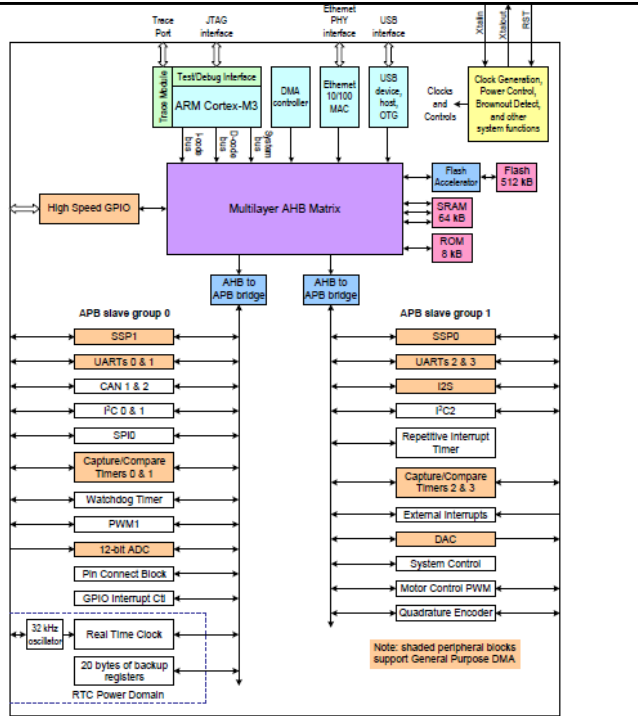 Trace
Port
JTAG
interface
Ethernet
PHY
interface
USB
interface
Xtalin
Xtalout
RST
Trace Module
Test/Debug Interface
ARM Cortex-M3
DMA
controller
Ethernet
10/100
MAC
USB
device,
host,
OTG
Clocks
and
Controls
Clock Generation,
Power Control,
Brownout Detect,
and other
system functions
I-code
bus
D-code
bus
System
bus
High Speed GPIO
Multilayer AHB Matrix
Flash
Accelerator
Flash
512 kB
SRAM
64 kB
ROM
8 kB
AHB to
APB bridge
AHB to
APB bridge
APB slave group 0
SSP1
UARTs 0 & 1
CAN 1 & 2
I²C 0 & 1
SPI0
Capture/Compare
Timers 0 & 1
Watchdog Timer
PWM1
12-bit ADC
Pin Connect Block
GPIO Interrupt Ctl
32 kHz
oscillator
Real Time Clock
20 bytes of backup
registers
RTC Power Domain
APB slave group 1
SSP0
UARTs 2 & 3
I2S
I²C2
Repetitive Interrupt
Timer
Capture/Compare
Timers 2 & 3
External Interrupts
DAC
System Control
Motor Control PWM
Quadrature Encoder
Note: shaded peripheral blocks
support General Purpose DMA